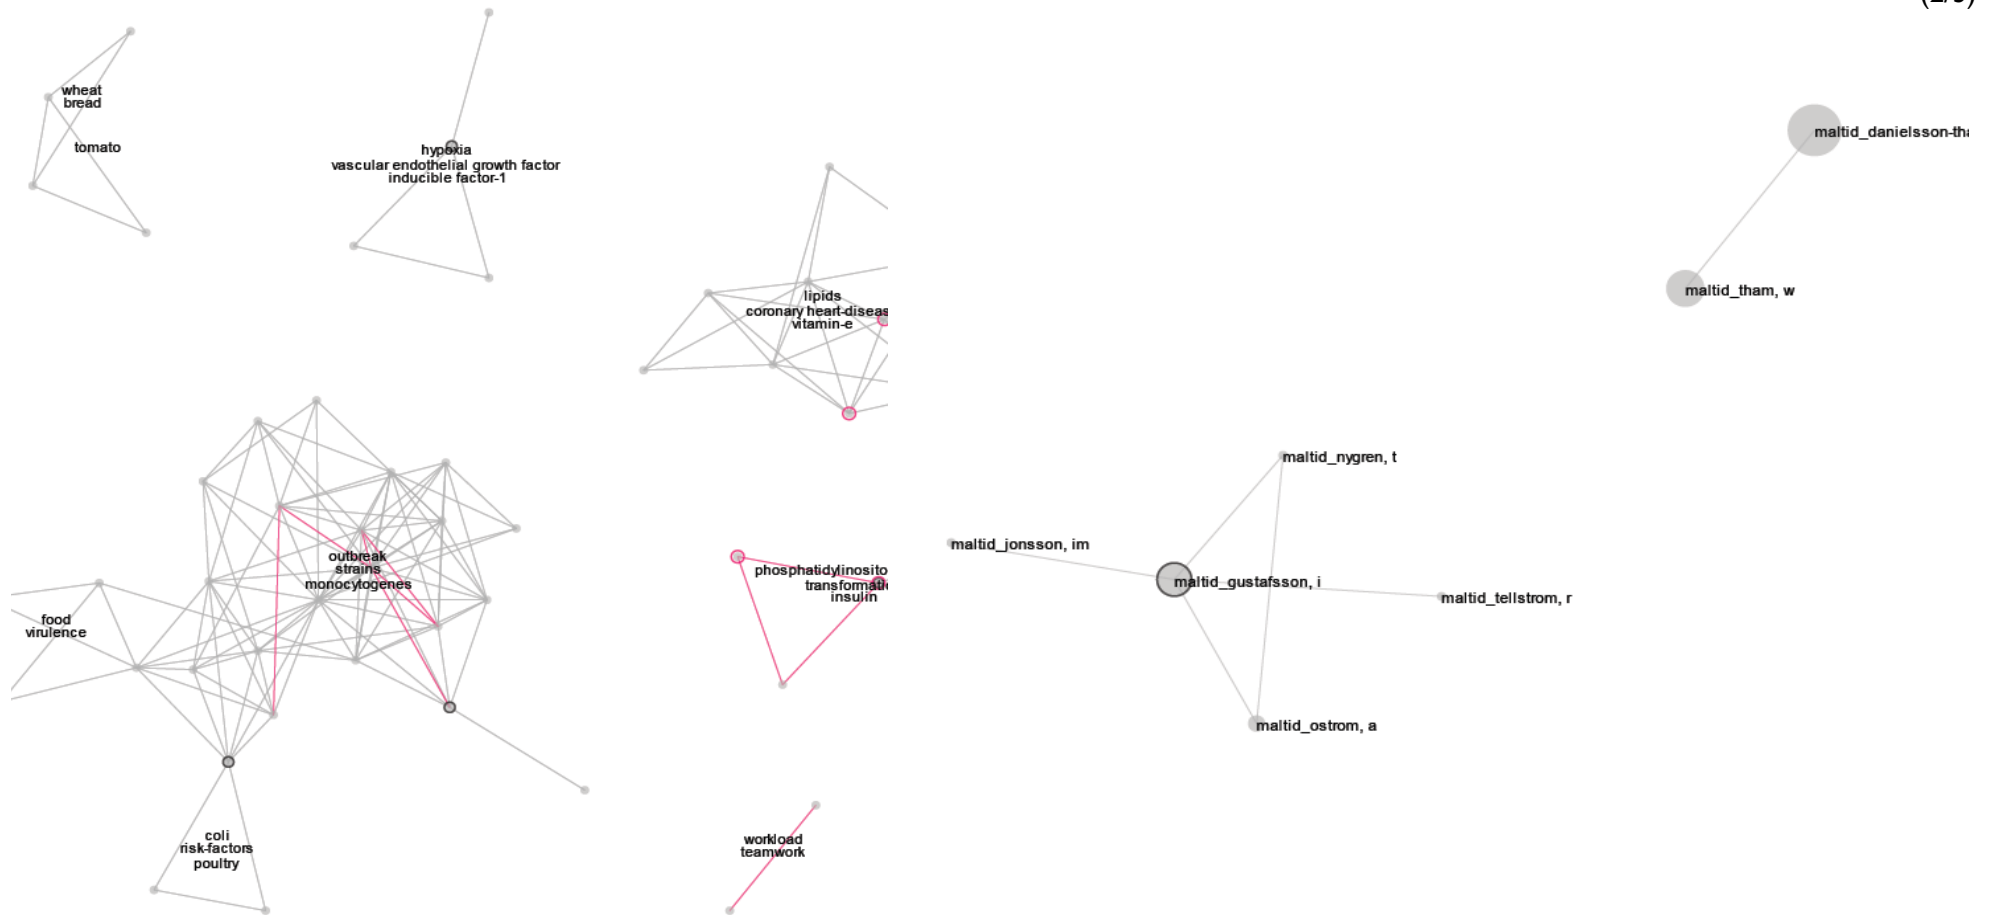 wheat
bread
tomato
hypoxia
vascular endothelial growth factor
inducible factor-1
lipids
coronary heart-diseas
vitamin-e
outbreak
strains
monocytogenes
food
virulence
phosphatidylinosito
transformati
insulin
coli
risk-factors
poultry
workload
teamwork
maltid_danielsson-th
maltid_tham, w
maltid_nygren, t
maltid_jonsson, im
maltid_gustafsson, i
maltid_tellstrom, r
maltid_ostrom, a